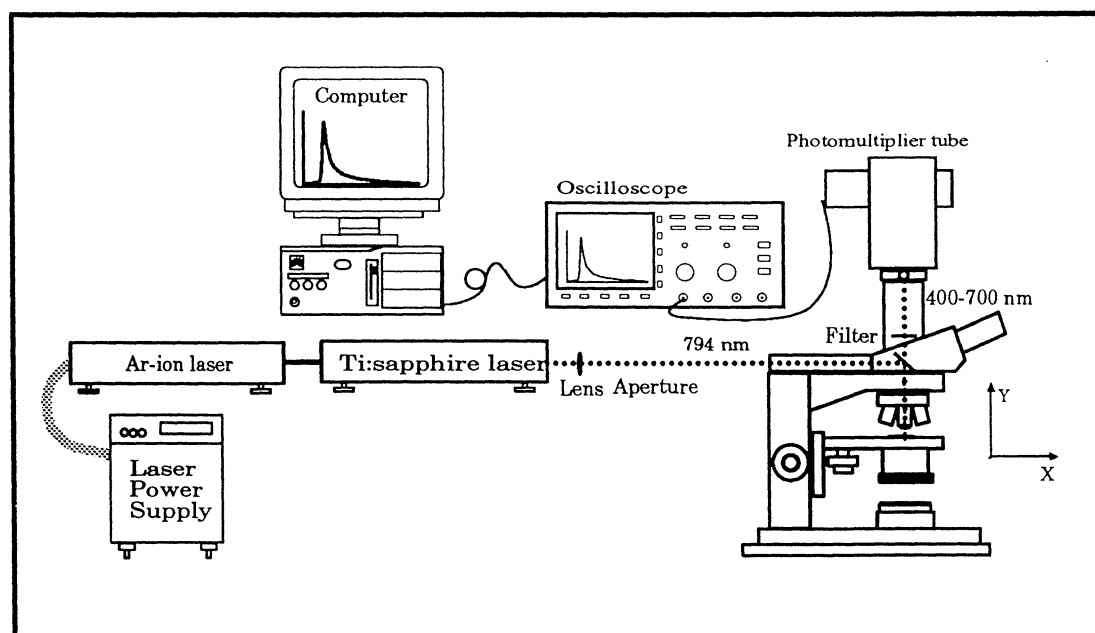 Computer
Photomultiplier tube
Oscilloscope
400-700 nm
Filter
794 nm
Ar-ion laser
Ti:sapphire laser
Lens Aperture
Y
X
Laser
Power
Supply